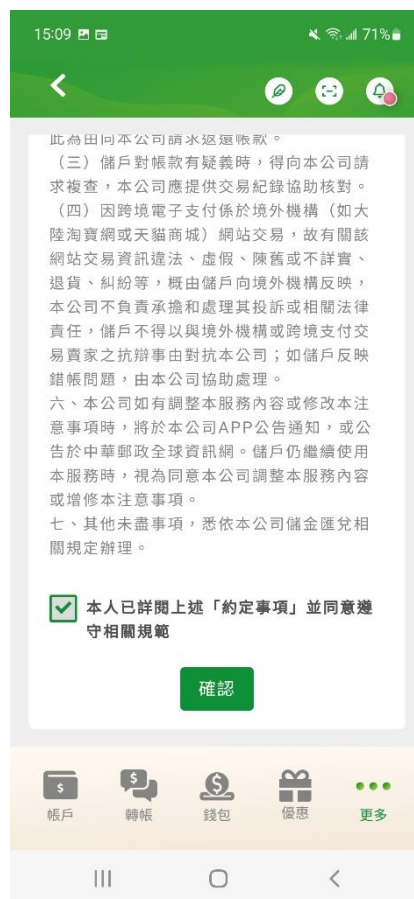 15:09
71%
此為由向本公司請求返還帳款。
（三）儲戶對帳款有疑義時，得向本公司請
求複查，本公司應提供交易紀錄協助核對。
（四）因跨境電子支付係於境外機構（如大
陸淘寶網或天貓商城）網站交易，故有關該
網站交易資訊違法、虛假、陳舊或不詳實、
退貨、糾紛等，概由儲戶向境外機構反映，
本公司不負責承擔和處理其投訴或相關法律
責任，儲戶不得以與境外機構或跨境支付交
易賣家之抗辯事由對抗本公司；如儲戶反映
錯帳問題，由本公司協助處理。
六、本公司如有調整本服務內容或修改本注
意事項時，將於本公司APP公告通知，或公
告於中華郵政全球資訊網。儲戶仍繼續使用
本服務時，視為同意本公司調整本服務內容
或增修本注意事項。
七、其他未盡事項，悉依本公司儲金匯兌相
關規定辦理。
本人已詳閱上述「約定事項」並同意遵
守相關規範
確認
帳戶 轉帳 錢包 優惠 更多